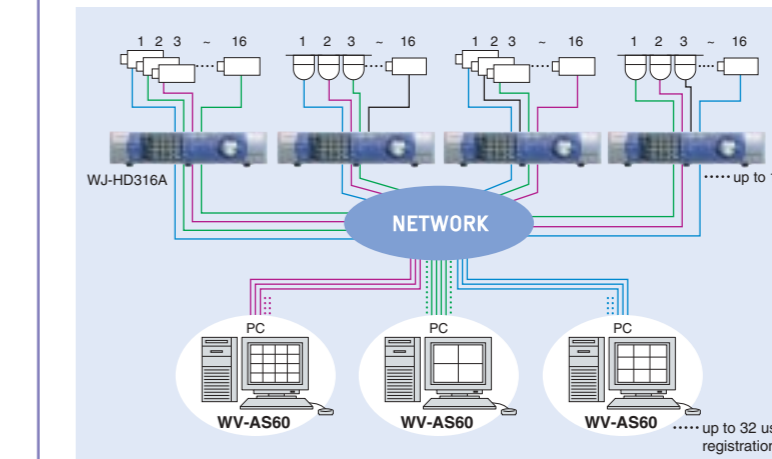 1 2 3 ~ 16
1 2 3 ~ 16
1 2 3 ~ 16
1 2 3 ~ 16
WJ-HD316A
up to
NETWORK
PC
PC
PC
WV-AS60
WV-AS60
WV-AS60
up to 32
registration